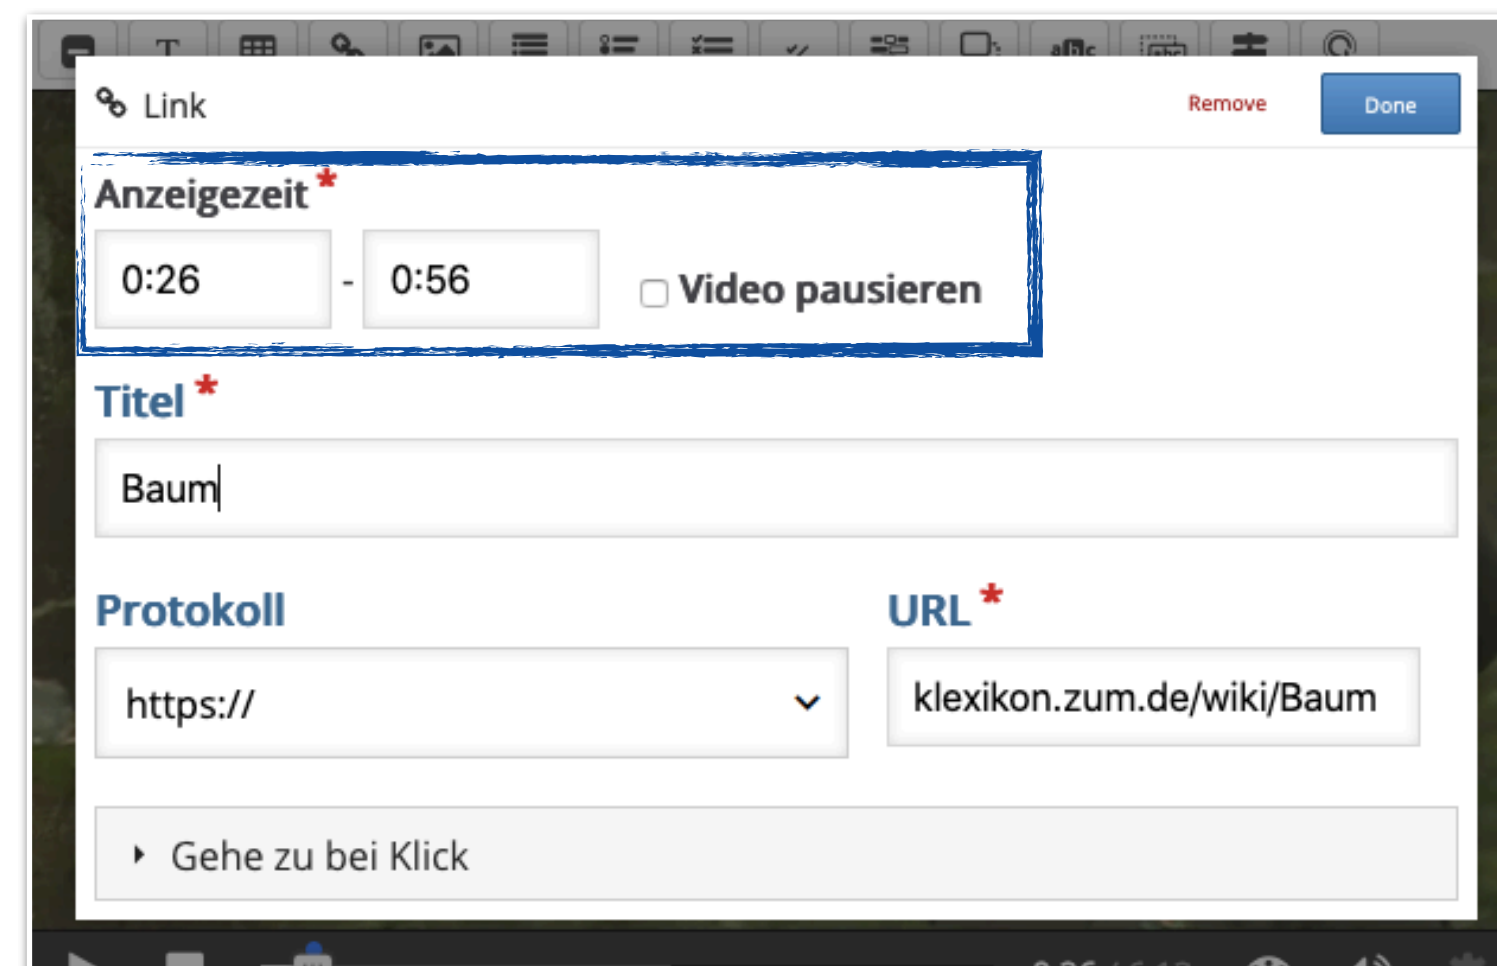 Link
Remove
Done
Anzeigezeit *
0:26 - 0:56
Video pausieren
Titel *
Baum
Protokoll
URL *
https://
klexikon.zum.de/wiki/Baum
Gehe zu bei Klick